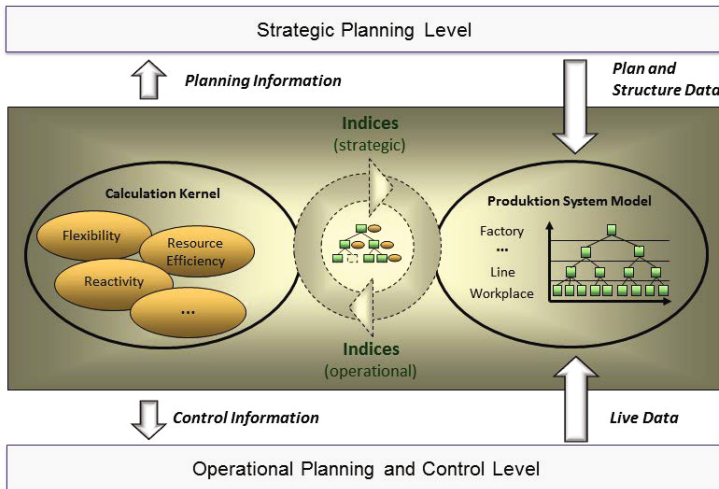 Strategic Planning Level
Planning Information
Plan and
Structure Data
Indices
(strategic)
Calculation Kernel
Flexibility
Resource
Efficiency
Reactivity
...
Produktion System Model
Factory
...
Line
Workplace
Indices
(operational)
Control Information
Live Data
Operational Planning and Control Level